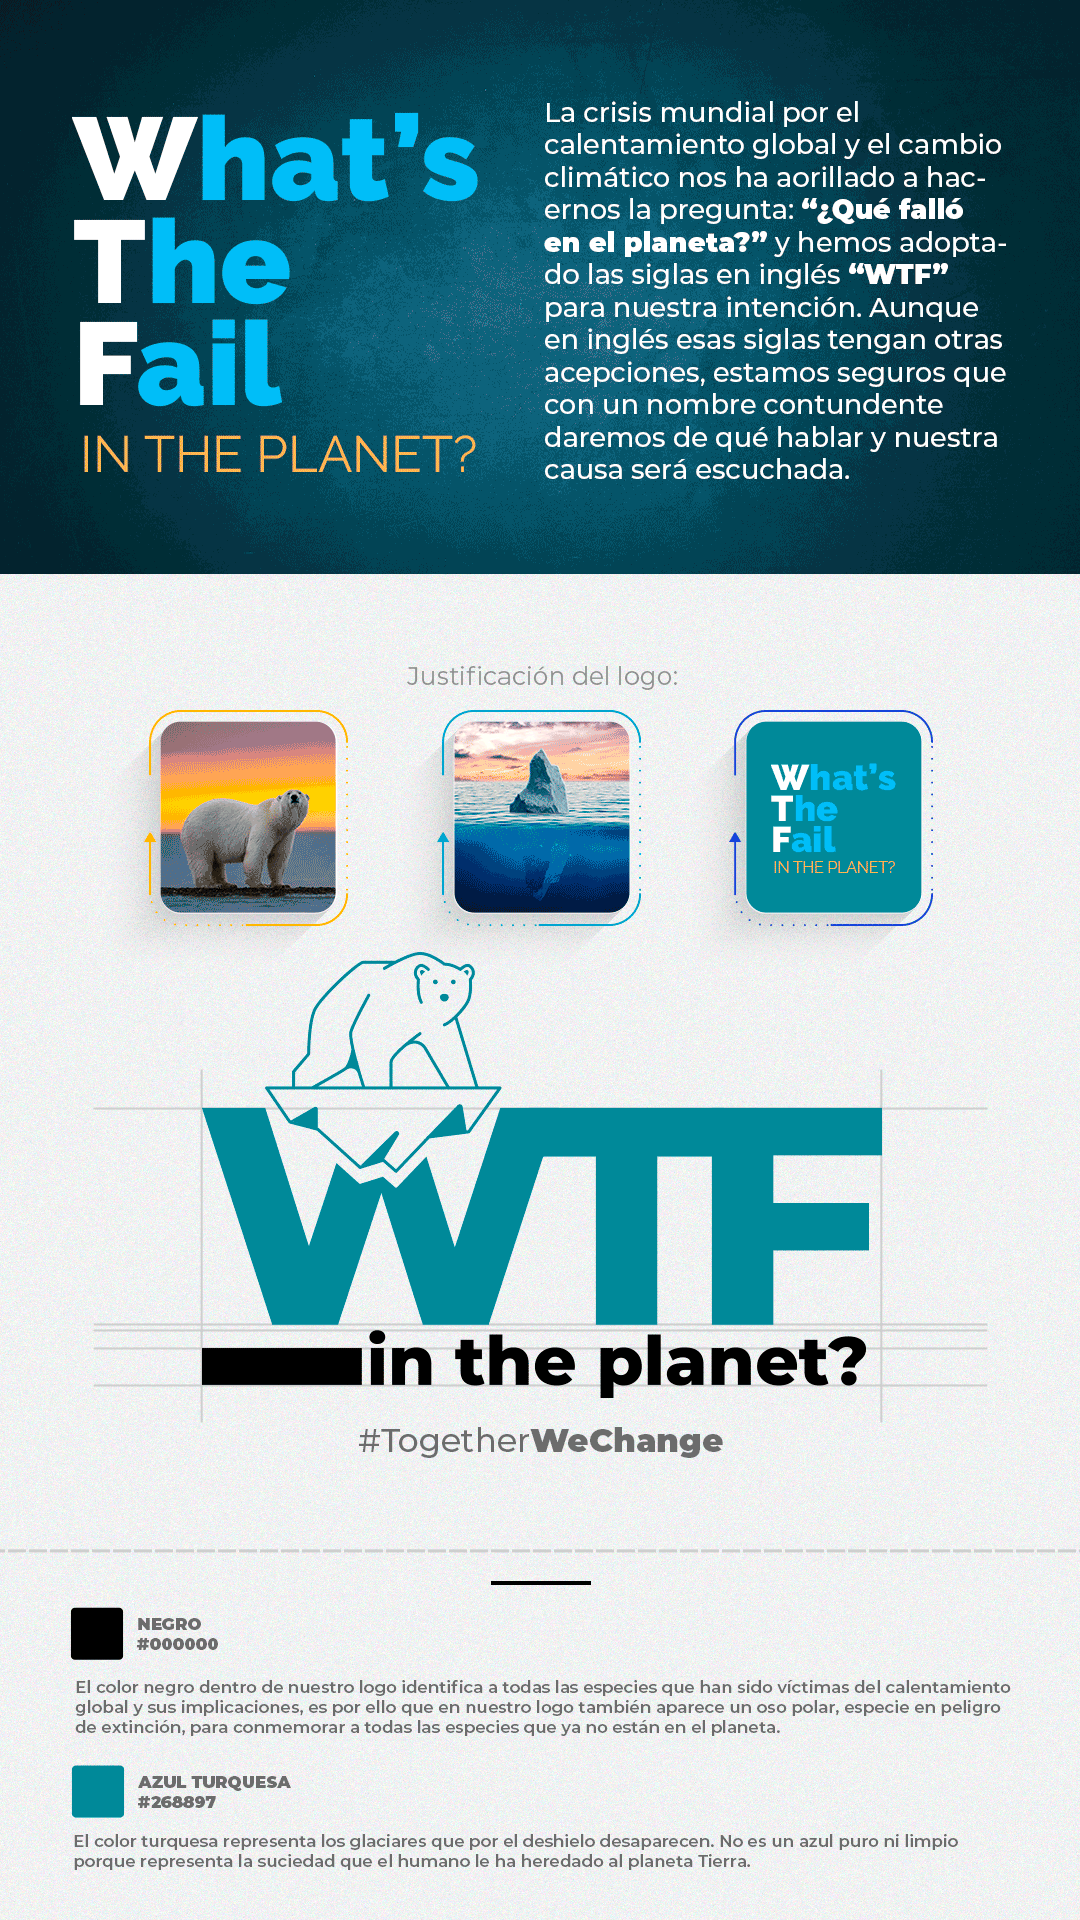 What's
The
Fail
IN THE PLANET?
La crisis mundial por el
calentamiento global y el cambio
climático nos ha aorillado a hac-
ernos la pregunta: “¿Qué falló
en el planeta?” y hemos adopta-
do las siglas en inglés “WTF”
para nuestra intención. Aunque
en inglés esas siglas tengan otras
acepciones, estamos seguros que
con un nombre contundente
daremos de qué hablar y nuestra
causa será escuchada.
Justificación del logo:
What's
The
Fail
IN THE PLANET?
WTF
in the planet?
#TogetherWeChange
NEGRO
#000000
El color negro dentro de nuestro logo identifica a todas las especies que han sido víctimas del calentamiento
global y sus implicaciones, es por ello que en nuestro logo también aparece un oso polar, especie en peligro
de extinción, para conmemorar a todas las especies que ya no están en el planeta.
AZUL TURQUESA
#268897
El color turquesa representa los glaciares que por el deshielo desaparecen. No es un azul puro ni limpio
porque representa la suciedad que el humano le ha heredado al planeta Tierra.